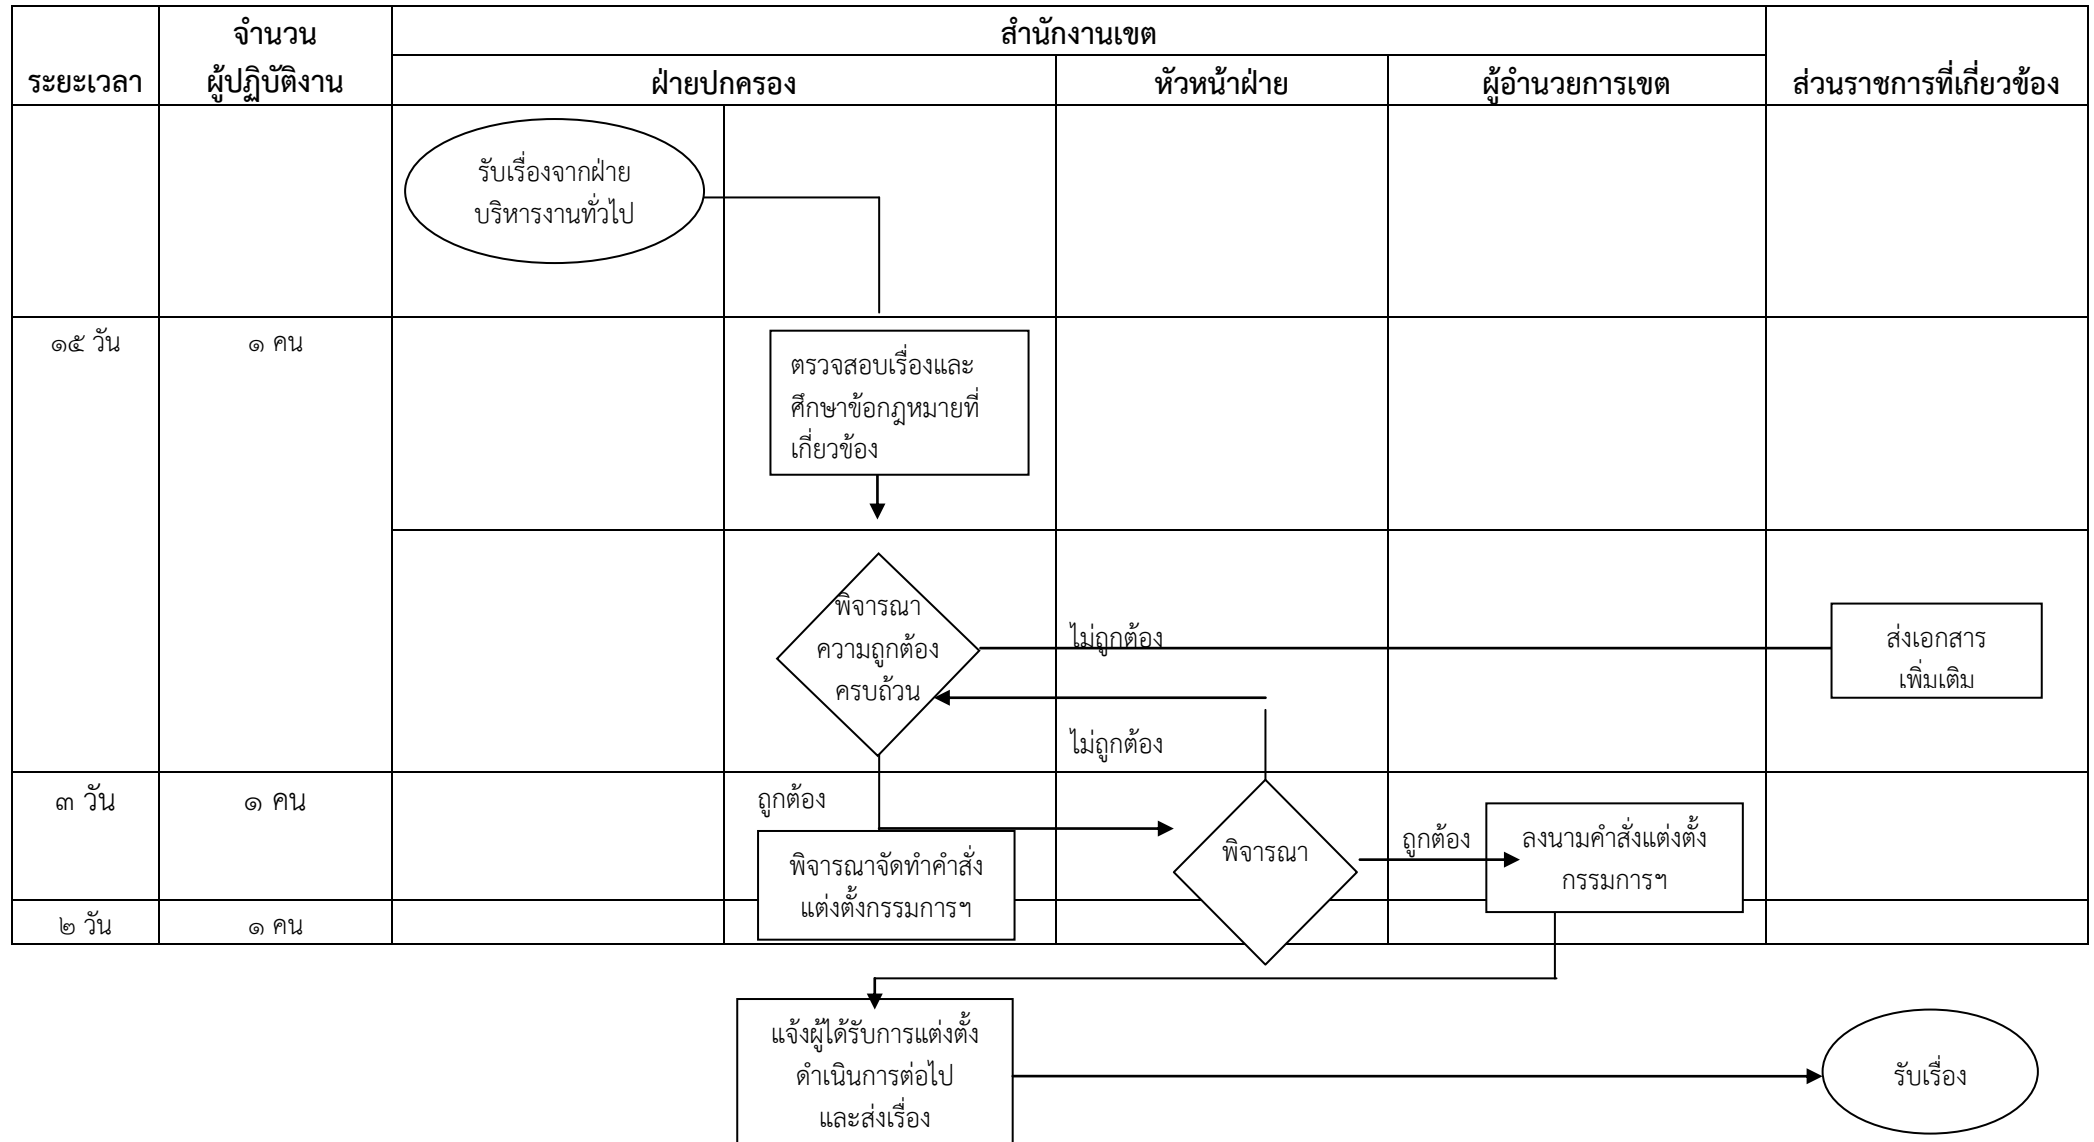 ระยะเวลา
จำนวน
ผู้ปฏิบัติงาน
สำนักงานเขต
ฝ่ายปกครอง
หัวหน้าฝ่าย
ผู้อำนวยการเขต
ส่วนราชการที่เกี่ยวข้อง
รับเรื่องจากฝ่าย
บริหารงานทั่วไป
๑๕ วัน
๑ คน
ตรวจสอบเรื่องและ
ศึกษาข้อกฎหมายที่
เกี่ยวข้อง
พิจารณา
ความถูกต้อง
ครบถ้วน
ไม่ถูกต้อง
ส่งเอกสาร
เพิ่มเติม
ไม่ถูกต้อง
๓ วัน
๑ คน
ถูกต้อง
พิจารณาจัดทำคำสั่ง
แต่งตั้งกรรมการฯ
พิจารณา
ถูกต้อง
ลงนามคำสั่งแต่งตั้ง
กรรมการฯ
๒ วัน
๑ คน
แจ้งผู้ได้รับการแต่งตั้ง
ดำเนินการต่อไป
และส่งเรื่อง
รับเรื่อง